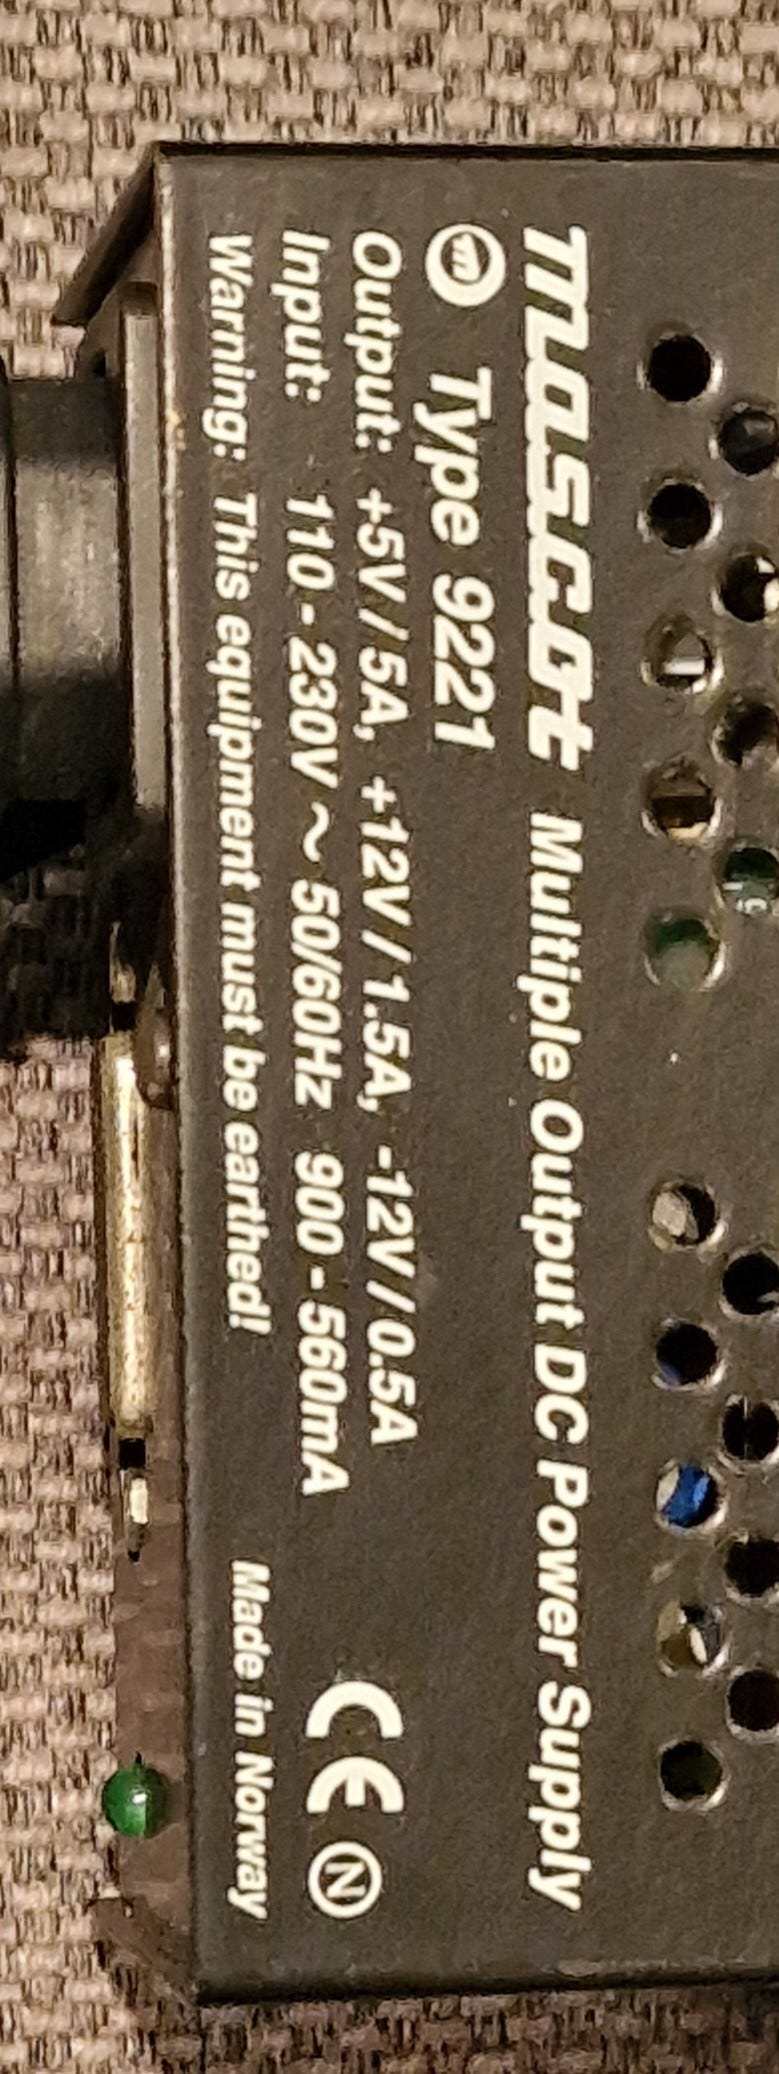 mascot Multiple Output DC Power Supply
Type 9221
Output: +5V / 5A, +12V / 1.5A, -12V / 0.5A
Input: 110 - 230V ~ 50/60Hz 900 - 560mA
Warning: This equipment must be earthed!
CE
N
Made in Norway